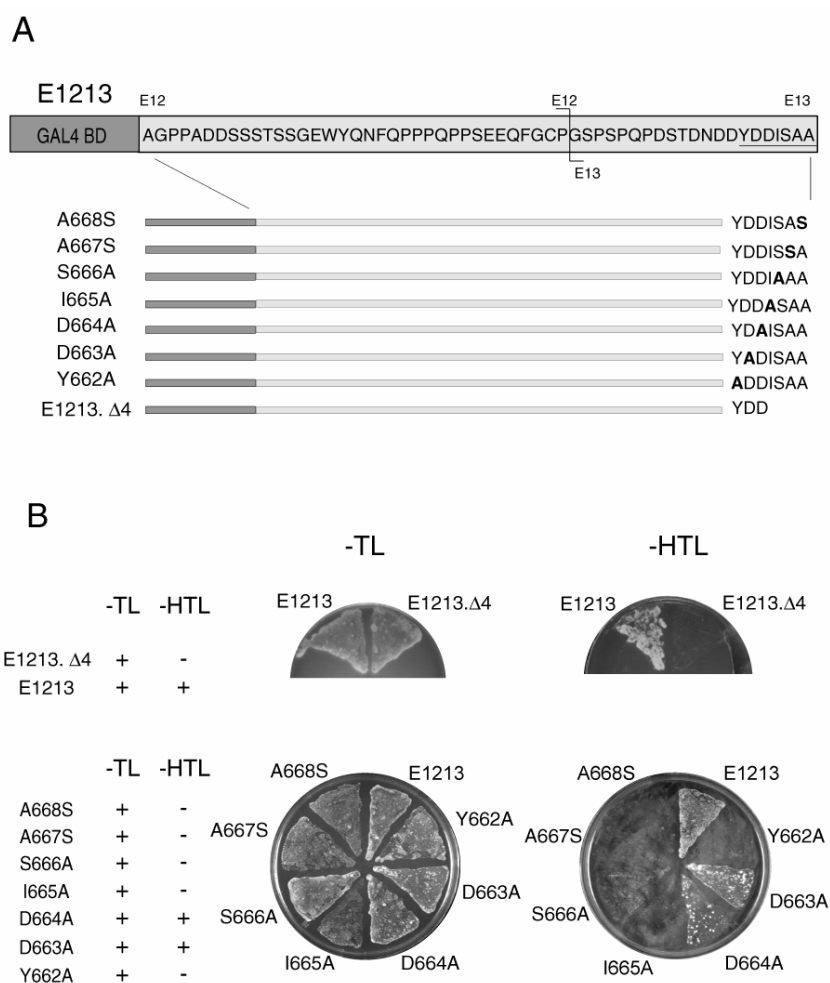 A
E1213
E12 E12 E13
GAL4 BD AGPPADDSSSTSSGEWYQNFQPPPQPPSEEQFGCPGSPSPQPDSTDNDDYDDISAA
E13
A668S YDDISAS
A667S YDDISSA
S666A YDDIAAA
I665A YDDASAA
D664A YDAISAA
D663A YADISAA
Y662A ADDISAA
E1213. Δ4 YDD
B
-TL -HTL
-TL -HTL
E1213 E1213.Δ4 E1213 E1213.Δ4
E1213. Δ4 + -
E1213 + +
-TL -HTL
A668S E1213 A668S E1213
A668S + -
A667S + -
S666A + -
I665A + -
D664A + +
D663A + +
Y662A + -
A667S Y662A A667S Y662A
S666A D663A S666A D663A
I665A D664A I665A D664A